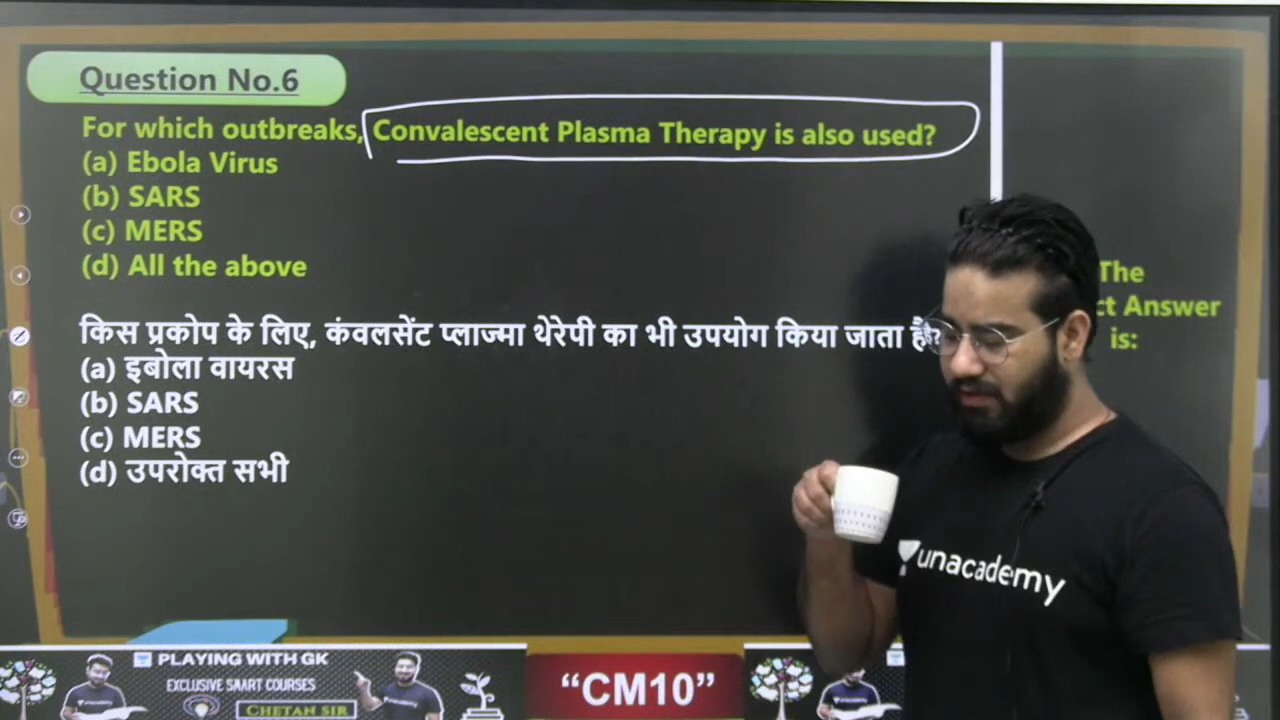 Question No.6
For which outbreaks, Convalescent Plasma Therapy is also used?
(a) Ebola Virus
(b) SARS
(c) MERS
(d) All the above
किस प्रकोप के लिए, कंवलसेंट प्लाज्मा थेरेपी का भी उपयोग किया जाता है?
(a) इबोला वायरस
(b) SARS
(c) MERS
(d) उपरोक्त सभी
The
ct Answer
is:
unacademy
PLAYING WITH GK
EXCLUSIVE SMART COURSES
CHETAN SIR
“CM10”